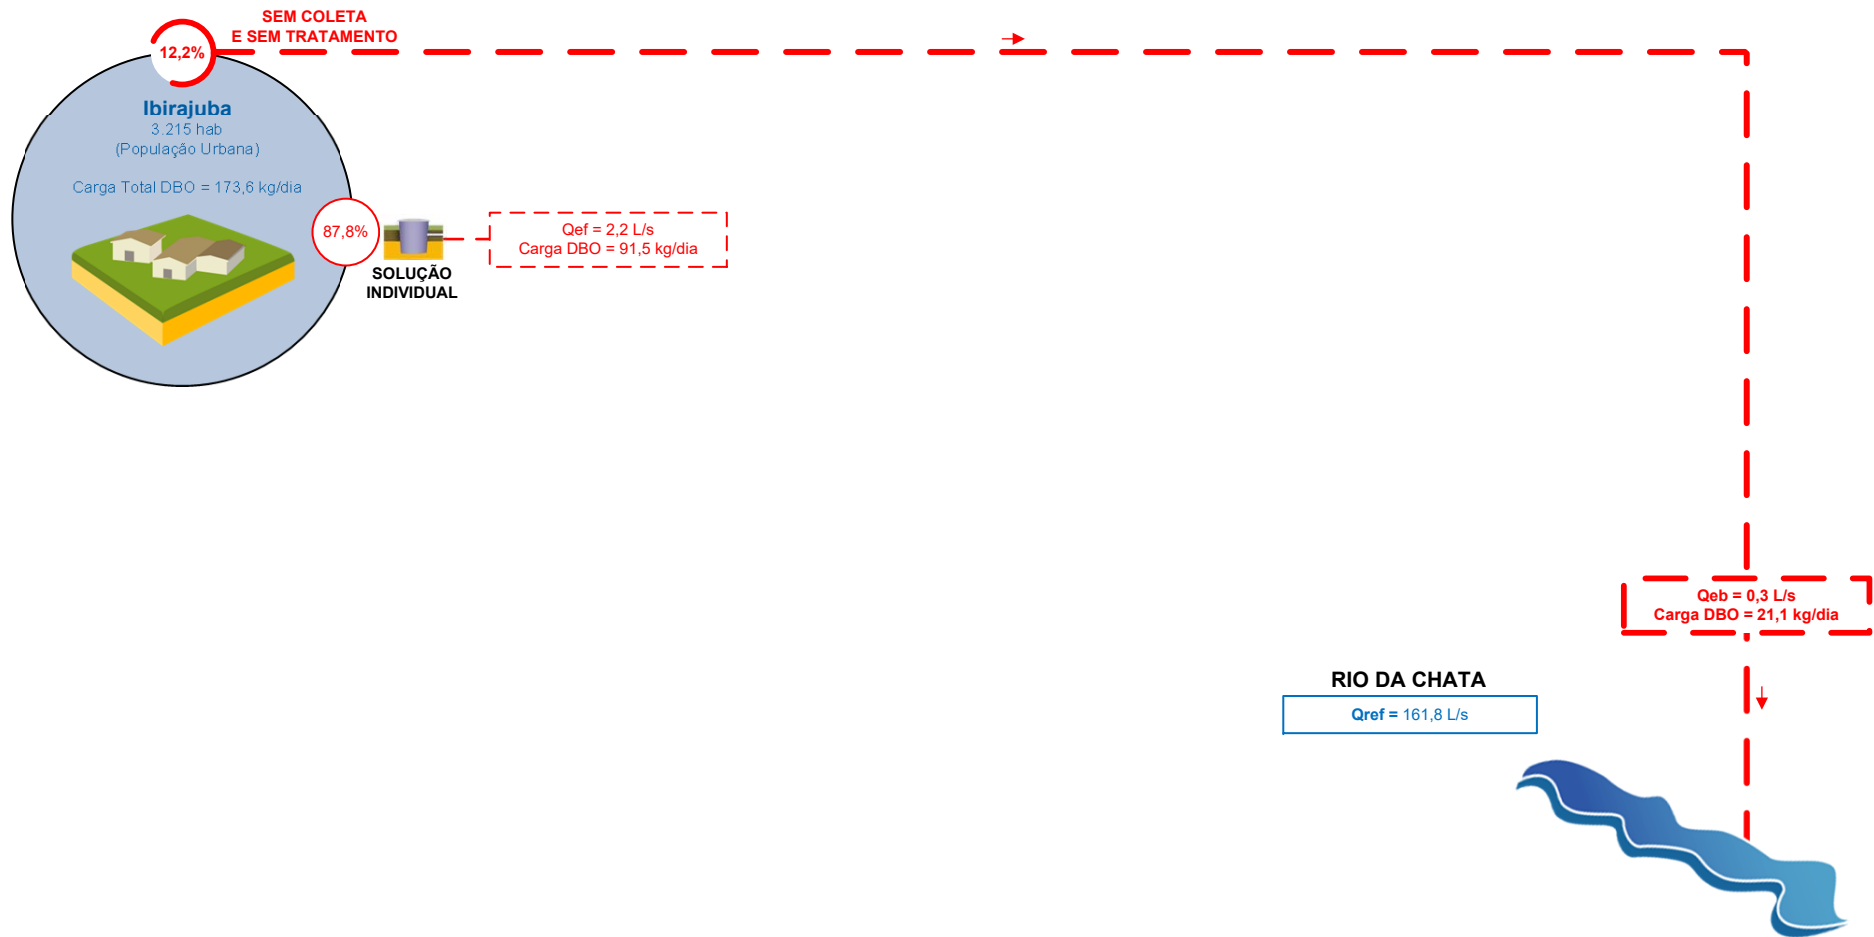 SEM COLETA
E SEM TRATAMENTO
12,2%
Ibirajuba
3.215 hab
(População Urbana)
Carga Total DBO = 173,6 kg/dia
87,8%
SOLUÇÃO
INDIVIDUAL
Qef = 2,2 L/s
Carga DBO = 91,5 kg/dia
Qeb = 0,3 L/s
Carga DBO = 21,1 kg/dia
RIO DA CHATA
Qref = 161,8 L/s